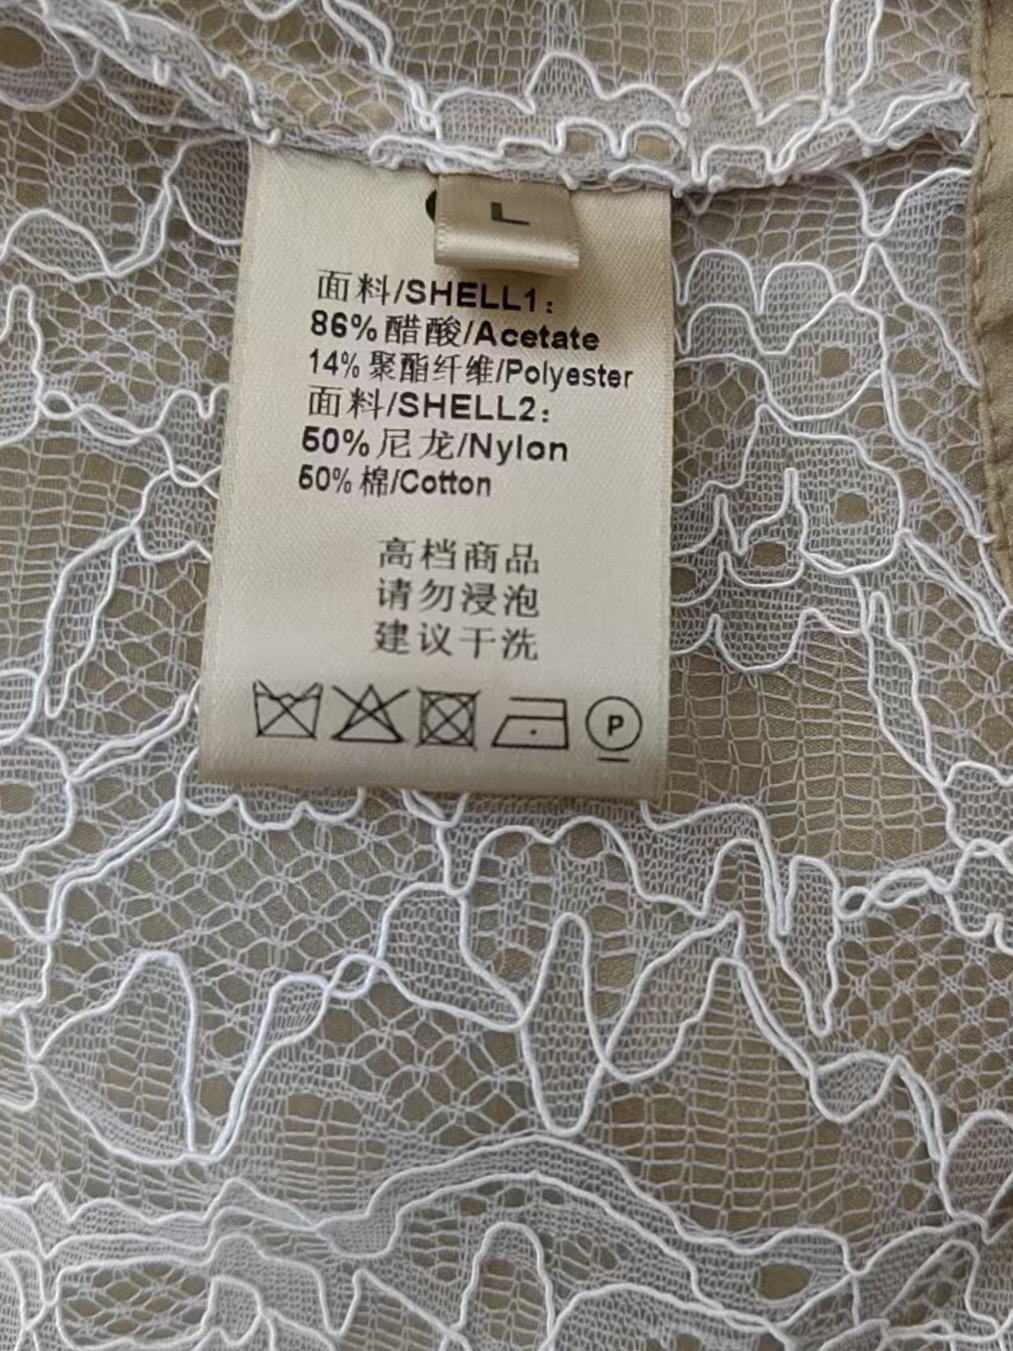 L
面料/SHELL1：
86%醋酸/Acetate
14%聚酯纤维/Polyester
面料/SHELL2：
50%尼龙/Nylon
50%棉/Cotton
高档商品
请勿浸泡
建议干洗
P